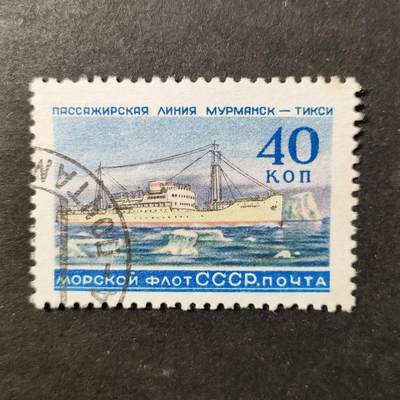 ПАССАЖИРСКАЯ ЛИНИЯ МУРМАНСК — ТИКСИ
40
КОП
МОРСКОЙ ФЛОТ СССР. ПОЧТА